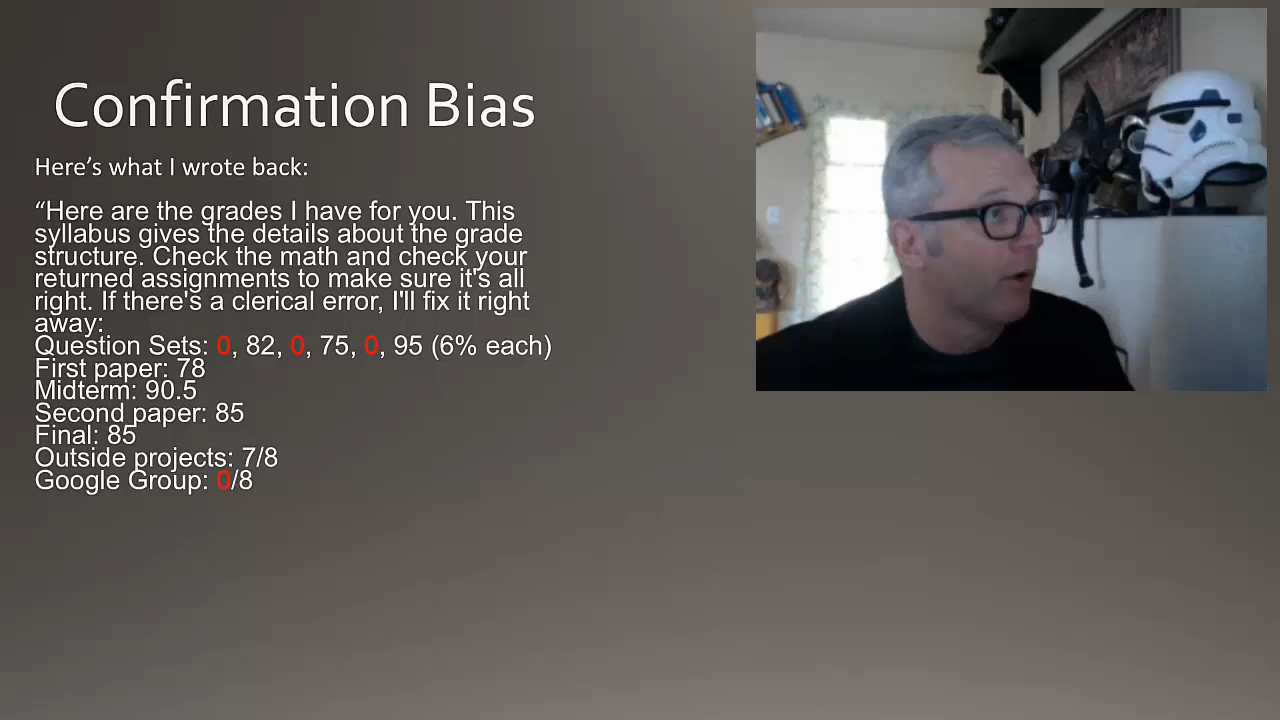 Confirmation Bias
Here’s what I wrote back:
“Here are the grades I have for you. This
syllabus gives the details about the grade
structure. Check the math and check your
returned assignments to make sure it's all
right. If there's a clerical error, I'll fix it right
away:
Question Sets: 0, 82, 0, 75, 0, 95 (6% each)
First paper: 78
Midterm: 90.5
Second paper: 85
Final: 85
Outside projects: 7/8
Google Group: 0/8